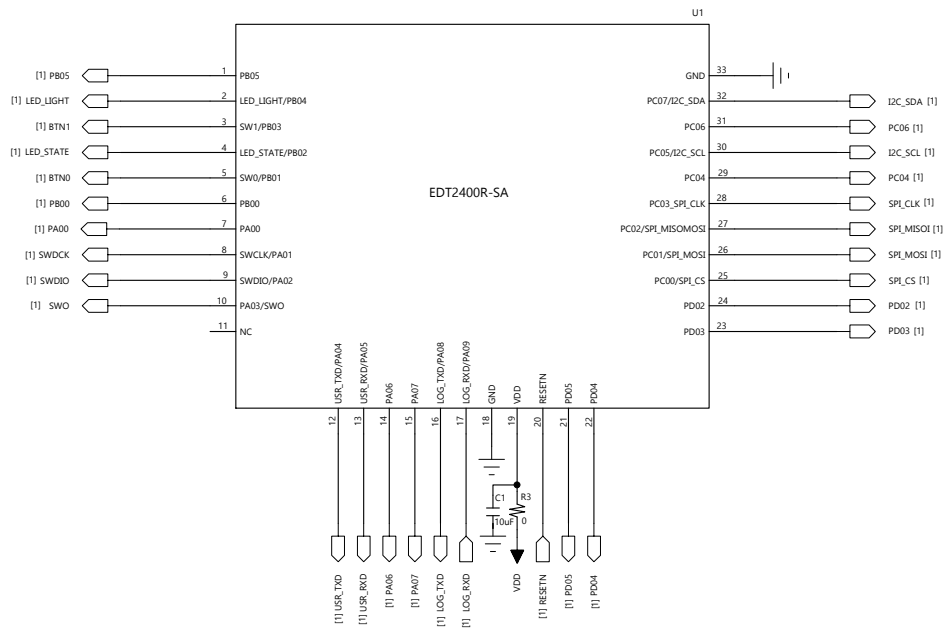 U1
[1] PB05 1 PB05
[1] LED_LIGHT 2 LED_LIGHT/PB04
[1] BTN1 3 SW1/PB03
[1] LED_STATE 4 LED_STATE/PB02
[1] BTN0 5 SW0/PB01
[1] PB00 6 PB00
[1] PA00 7 PA00
[1] SWDCK 8 SWCLK/PA01
[1] SWDIO 9 SWDIO/PA02
[1] SWO 10 PA03/SWO
11 NC
EDT2400R-SA
GND 33
PC07/I2C_SDA 32 I2C_SDA [1]
PC06 31 PC06 [1]
PC05/I2C_SCL 30 I2C_SCL [1]
PC04 29 PC04 [1]
PC03_SPI_CLK 28 SPI_CLK [1]
PC02/SPI_MISOMOSI 27 SPI_MISOI [1]
PC01/SPI_MOSI 26 SPI_MOSI [1]
PC00/SPI_CS 25 SPI_CS [1]
PD02 24 PD02 [1]
PD03 23 PD03 [1]
USR_TXD/PA04 12 [1] USR_TXD
USR_RXD/PA05 13 [1] USR_RXD
PA06 14 [1] PA06
PA07 15 [1] PA07
LOG_TXD/PA08 16 [1] LOG_TXD
LOG_RXD/PA09 17 [1] LOG_RXD
GND 18
VDD 19
C1
10uF
R3
0
VDD
RESETN 20 [1] RESETN
PD05 21 [1] PD05
PD04 22 [1] PD04